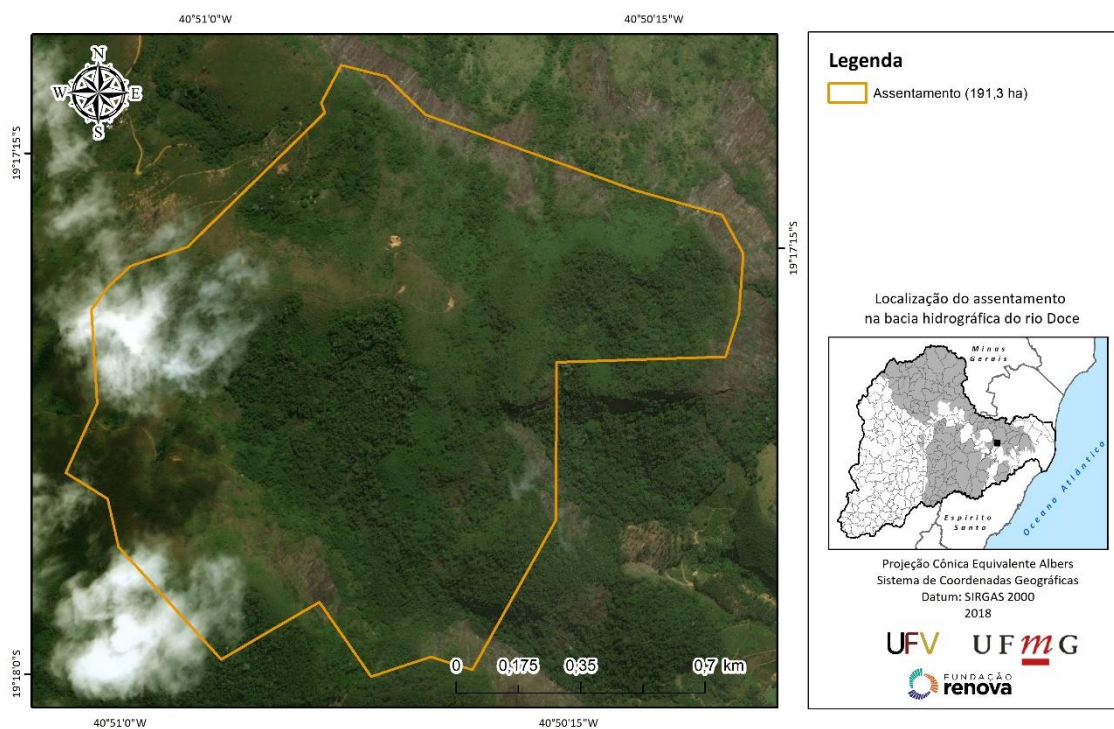 40°51'0"W
40°50'15"W
N
W
E
S
19°17'15"S
19°17'15"S
19°18'0"S
0
0,175
0,35
0,7 km
40°51'0"W
40°50'15"W
Legenda
Assentamento (191,3 ha)
Localização do assentamento
na bacia hidrográfica do rio Doce
Minas
Gerais
Espírito
Santo
Oceano Atlântico
Projeção Cônica Equivalente Albers
Sistema de Coordenadas Geográficas
Datum: SIRGAS 2000
2018
UFV
UFmG
FUNDAÇÃO
renova